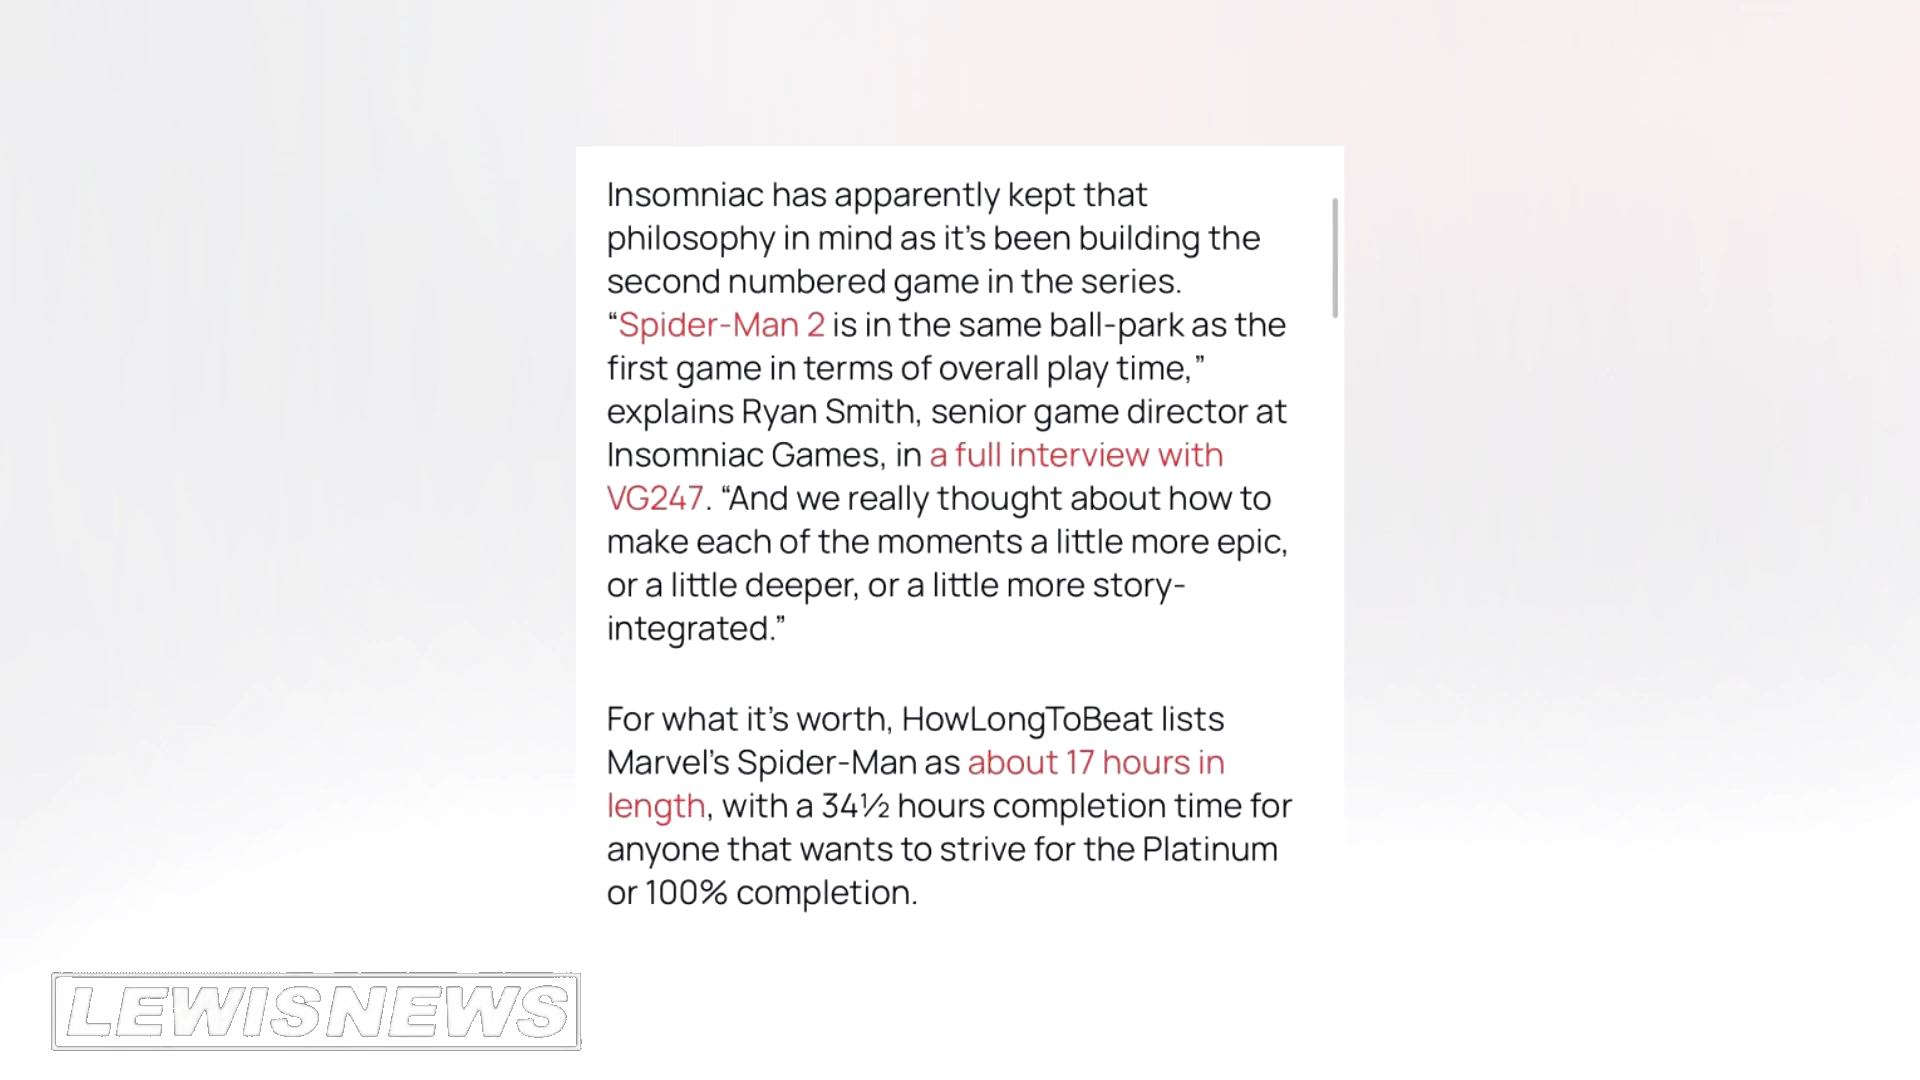 Insomniac has apparently kept that
philosophy in mind as it’s been building the
second numbered game in the series.
“Spider-Man 2 is in the same ball-park as the
first game in terms of overall play time,”
explains Ryan Smith, senior game director at
Insomniac Games, in a full interview with
VG247. “And we really thought about how to
make each of the moments a little more epic,
or a little deeper, or a little more story-
integrated.”
For what it’s worth, HowLongToBeat lists
Marvel’s Spider-Man as about 17 hours in
length, with a 34½ hours completion time for
anyone that wants to strive for the Platinum
or 100% completion.
LEWISNEWS